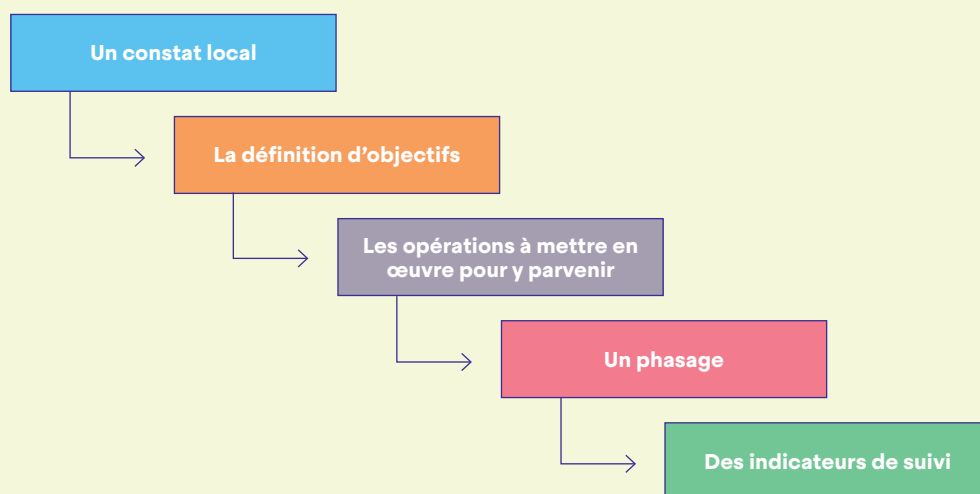 Un constat local
La définition d'objectifs
Les opérations à mettre en
œuvre pour y parvenir
Un phasage
Des indicateurs de suivi